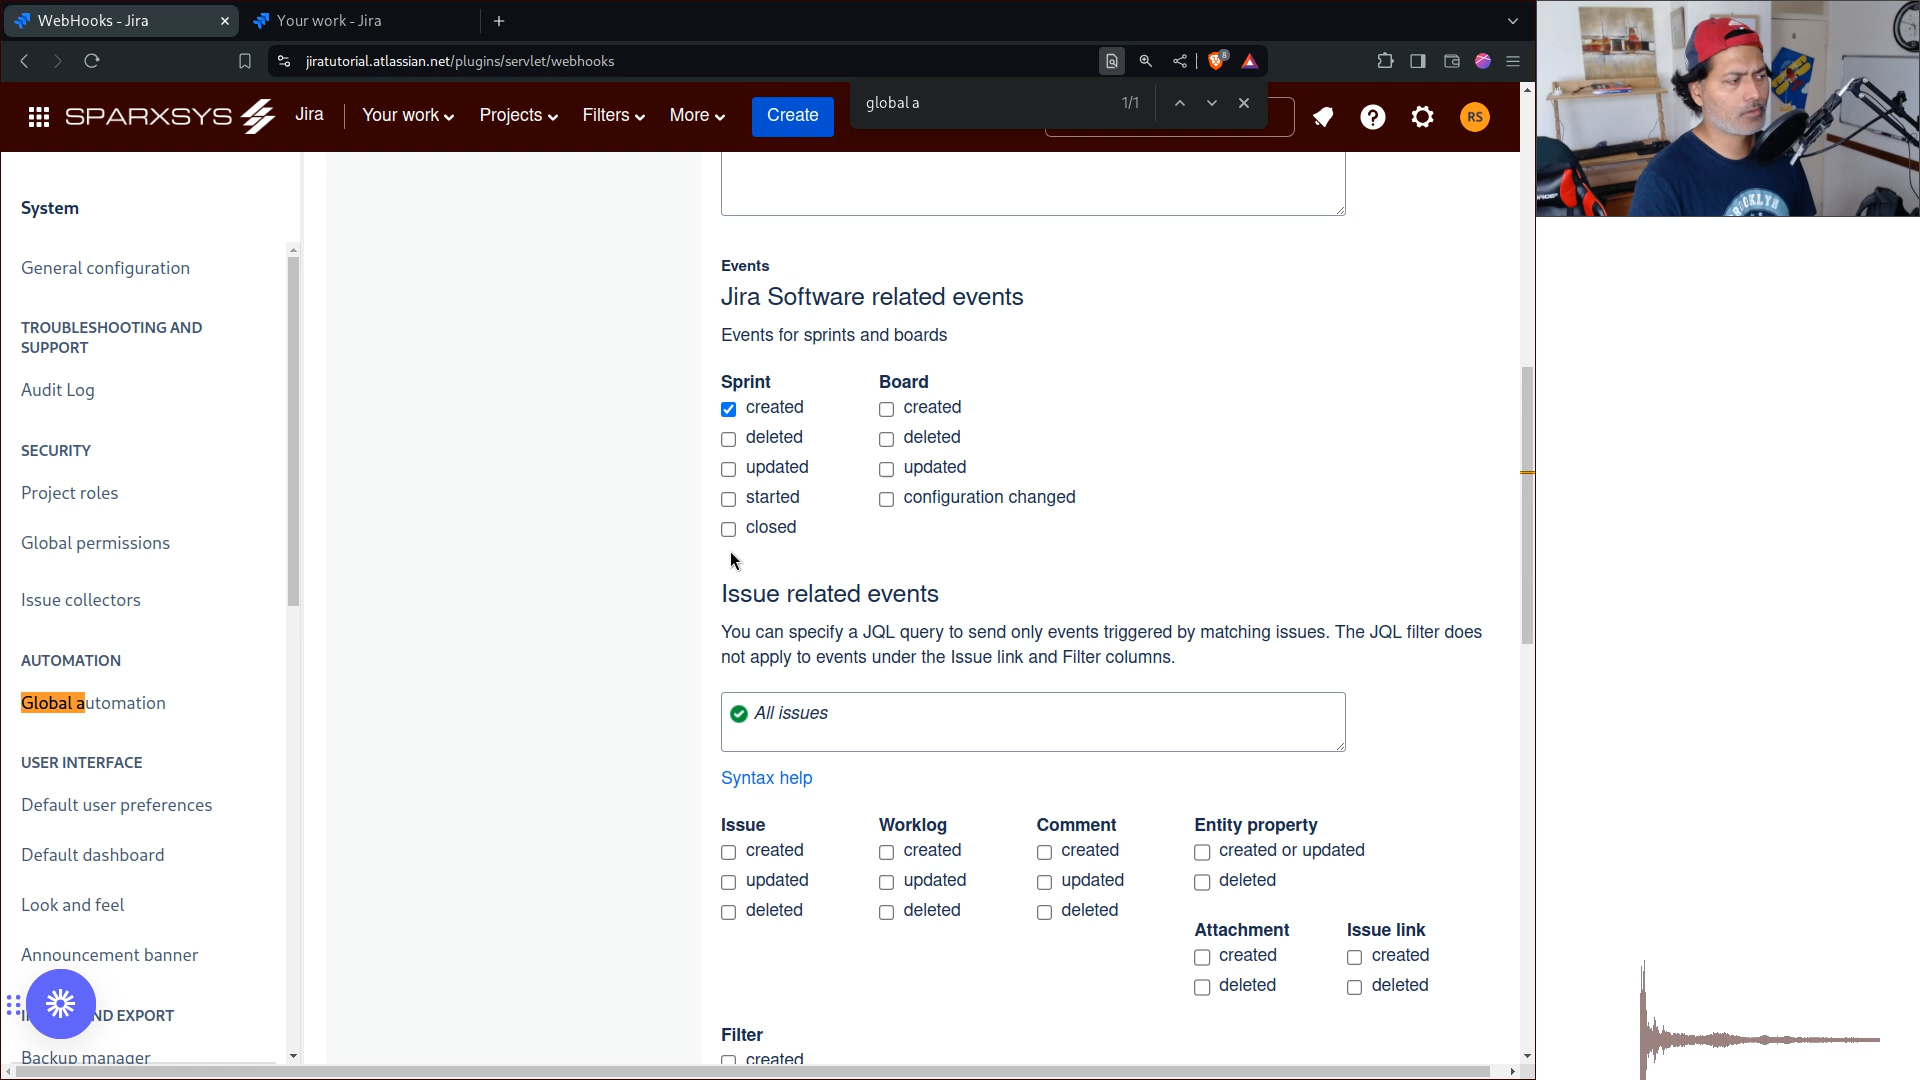 WebHooks - Jira
Your work - Jira
jiratutorial.atlassian.net/plugins/servlet/webhooks
8
global a
1/1
SPARXSYS
Jira
Your work
Projects
Filters
More
Create
RS
System
General configuration
TROUBLESHOOTING AND
SUPPORT
Audit Log
SECURITY
Project roles
Global permissions
Issue collectors
AUTOMATION
Global automation
USER INTERFACE
Default user preferences
Default dashboard
Look and feel
Announcement banner
ND EXPORT
Backup manager
Events
Jira Software related events
Events for sprints and boards
Sprint
created
deleted
updated
started
closed
Board
created
deleted
updated
configuration changed
Issue related events
You can specify a JQL query to send only events triggered by matching issues. The JQL filter does
not apply to events under the Issue link and Filter columns.
All issues
Syntax help
Issue
created
updated
deleted
Worklog
created
updated
deleted
Comment
created
updated
deleted
Entity property
created or updated
deleted
Attachment
created
deleted
Issue link
created
deleted
Filter
created